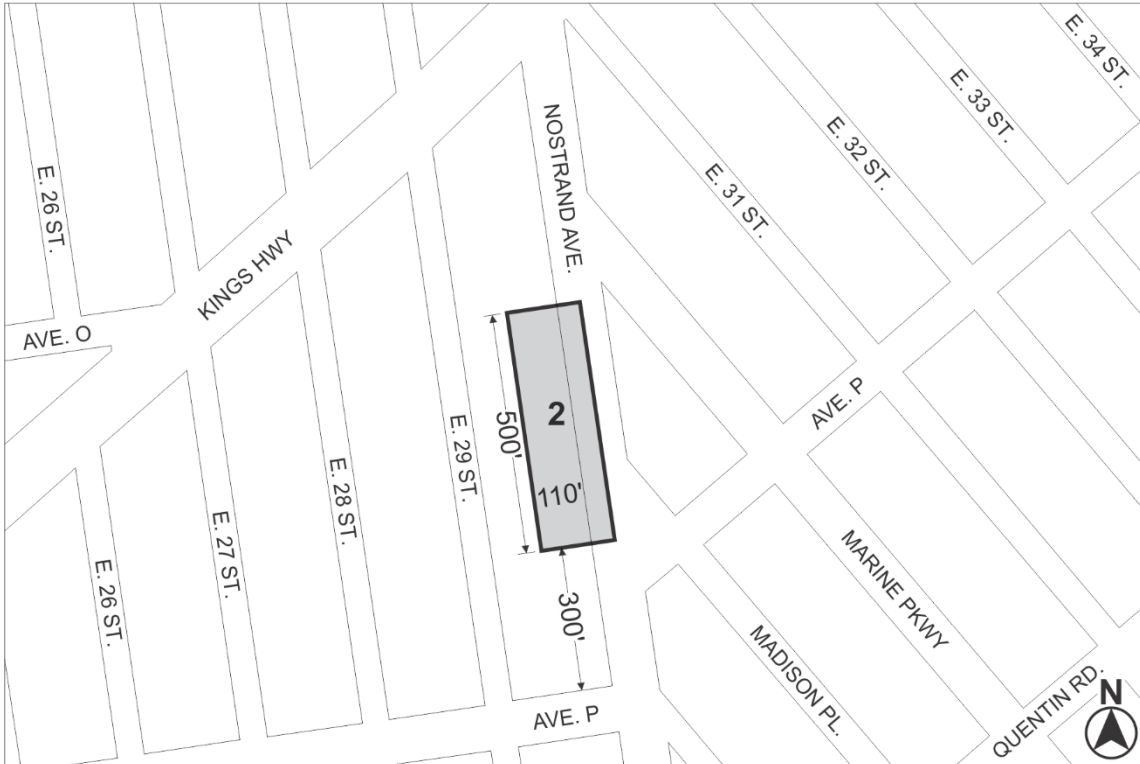 E. 34 ST.
E. 33 ST.
E. 32 ST.
NOSTRAND AVE.
E. 31 ST.
E. 26 ST.
KINGS HWY
AVE. O
AVE. P
2
500'
110'
E. 29 ST.
E. 28 ST.
E. 27 ST.
E. 26 ST.
300'
MARINE PKWY
MADISON PL.
QUENTIN RD.
AVE. P
N